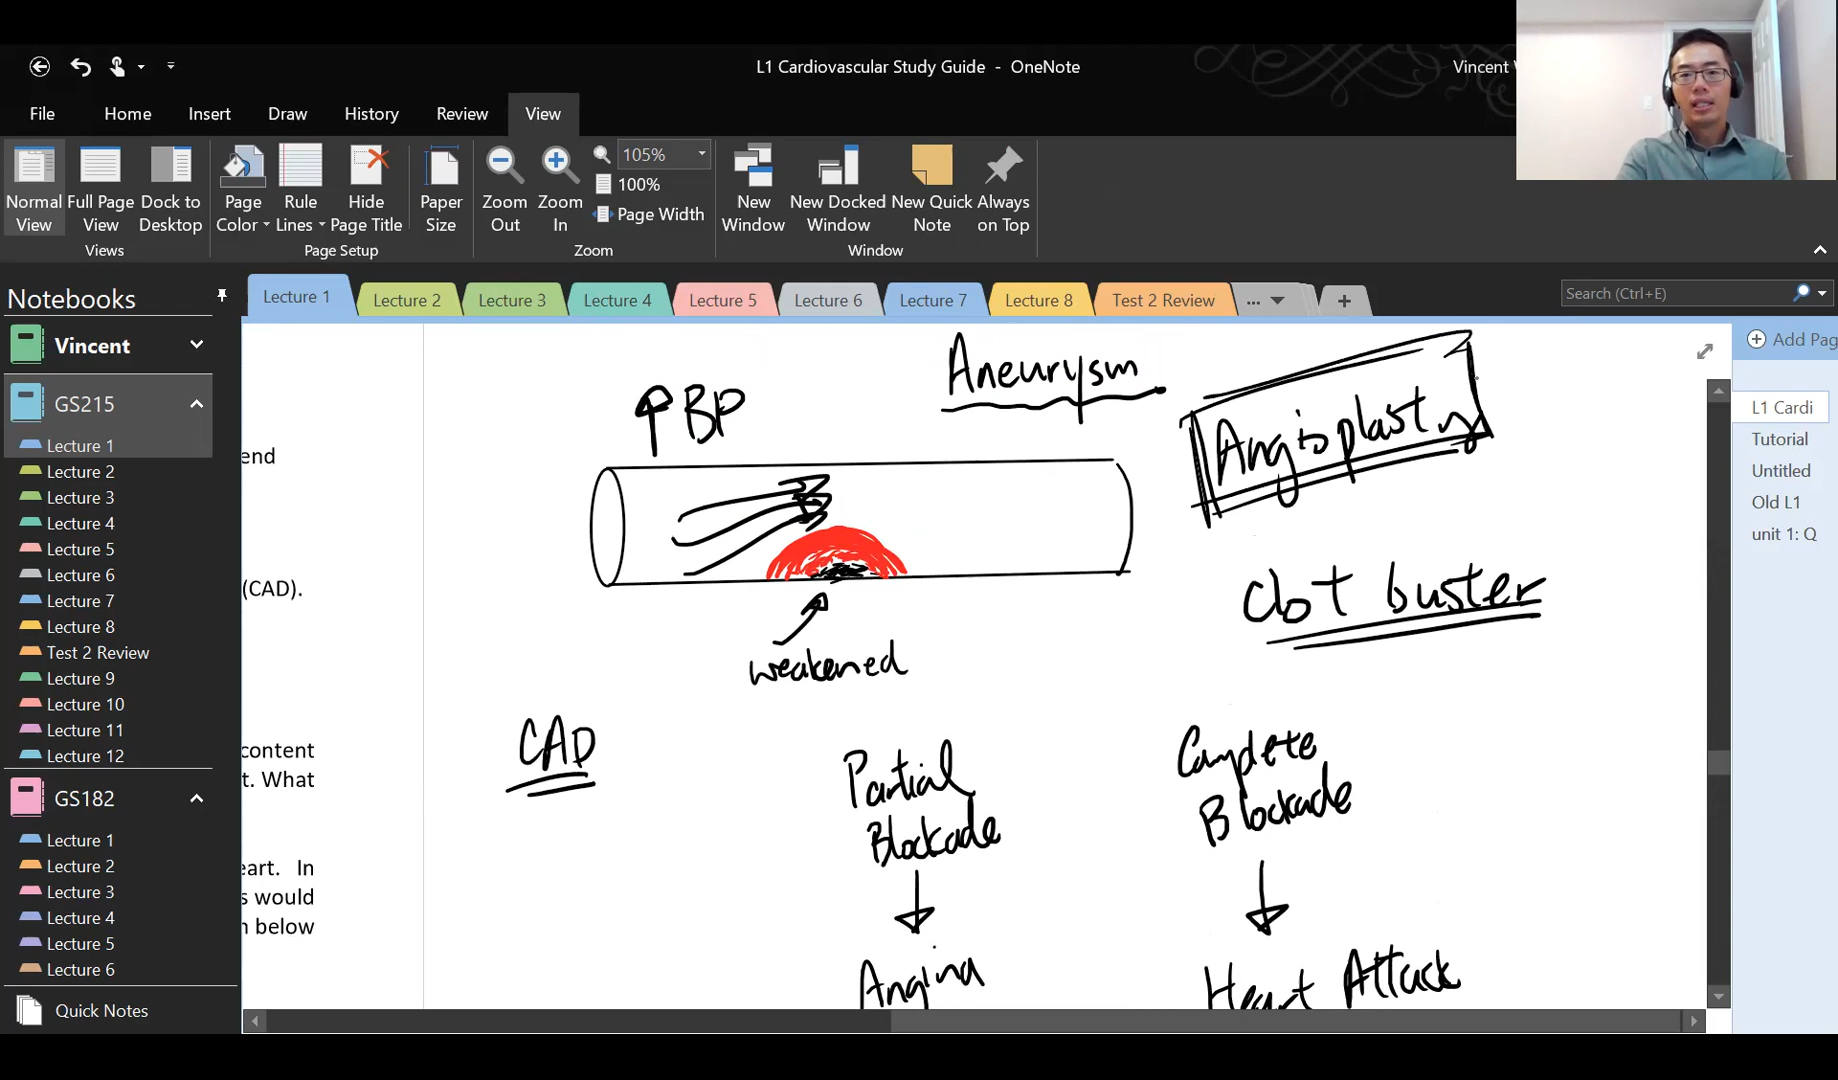 L1 Cardiovascular Study Guide - OneNote
Vincent
File Home Insert Draw History Review View
Normal View
Full Page View
Dock to Desktop
Views
Page Color
Rule Lines
Hide Page Title
Paper Size
Page Setup
Zoom Out
Zoom In
105%
100%
Page Width
Zoom
New Window
New Docked Window
New Quick Note
Always on Top
Window
Notebooks
Lecture 1 Lecture 2 Lecture 3 Lecture 4 Lecture 5 Lecture 6 Lecture 7 Lecture 8 Test 2 Review ... +
Search (Ctrl+E)
Vincent
GS215
Lecture 1
Lecture 2
Lecture 3
Lecture 4
Lecture 5
Lecture 6
Lecture 7
Lecture 8
Test 2 Review
Lecture 9
Lecture 10
Lecture 11
Lecture 12
GS182
Lecture 1
Lecture 2
Lecture 3
Lecture 4
Lecture 5
Lecture 6
Quick Notes
end
(CAD).
content
t. What
eart. In
s would
n below
↑ BP
Aneurysm
Angioplasty
weakened
Clot buster
CAD
Partial
Blockade
Angina
Complete
Blockade
Heart Attack
Add Pag
L1 Cardi
Tutorial
Untitled
Old L1
unit 1: Q